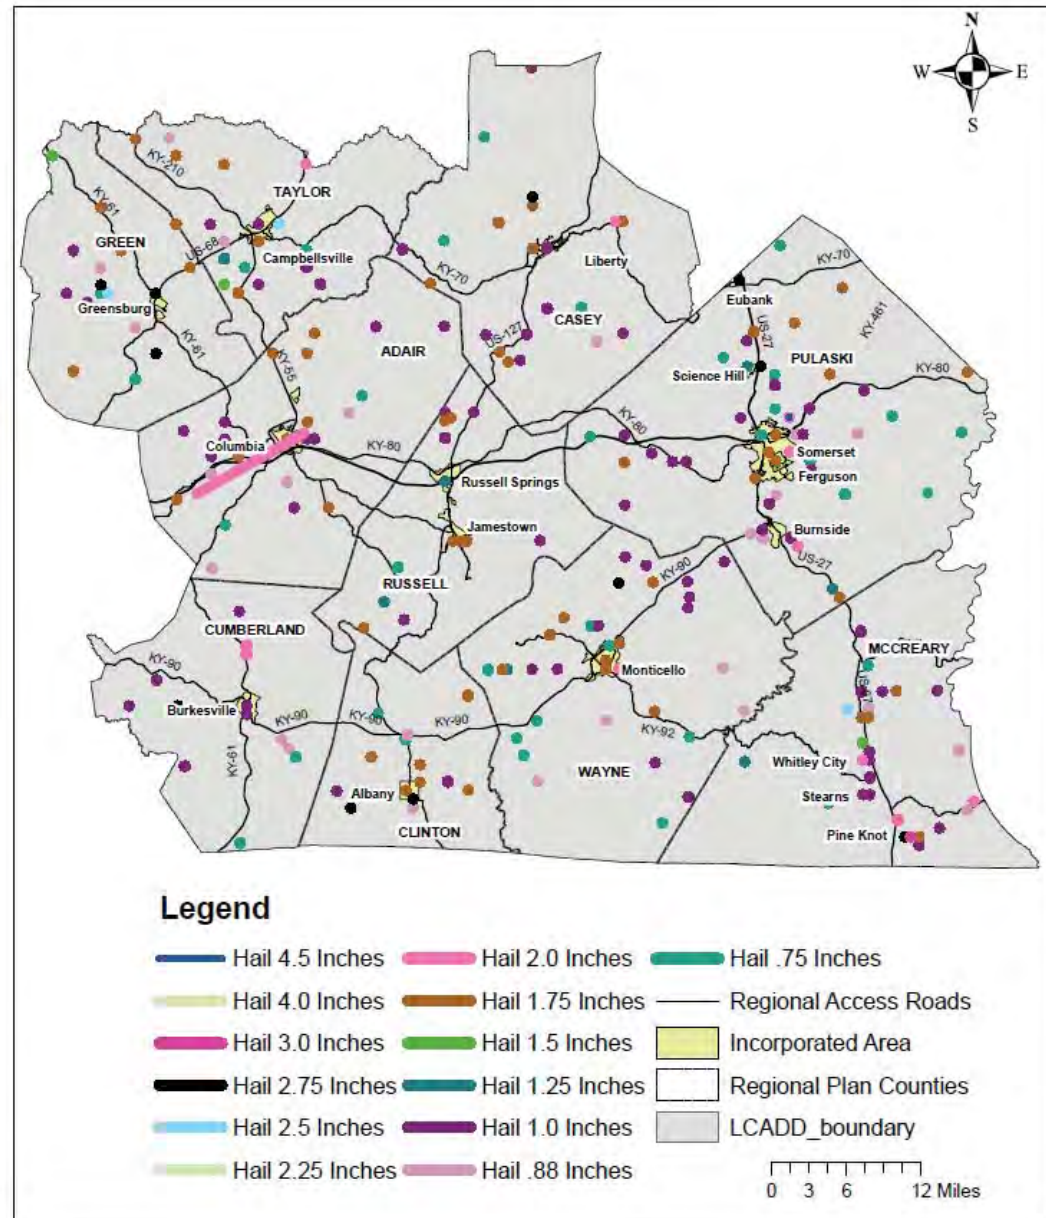 N
W E
S
KY-210
TAYLOR
KY-61
GREEN
US-68
Campbellsville
KY-70
Liberty
KY-70
Eubank
Greensburg
CASEY
KY-461
US-127
US-27
KY-61
ADAIR
PULASKI
KY-55
Science Hill
KY-80
Columbia
KY-80
KY-80
Somerset
Russell Springs
Ferguson
Jamestown
Burnside
US-27
KY-90
RUSSELL
CUMBERLAND
MCCREARY
KY-90
Monticello
Burkesville
KY-90
KY-90
KY-90
KY-92
KY-61
WAYNE
Whitley City
Albany
Stearns
CLINTON
Pine Knot
Legend
Hail 4.5 Inches Hail 2.0 Inches Hail .75 Inches
Hail 4.0 Inches Hail 1.75 Inches Regional Access Roads
Hail 3.0 Inches Hail 1.5 Inches Incorporated Area
Hail 2.75 Inches Hail 1.25 Inches Regional Plan Counties
Hail 2.5 Inches Hail 1.0 Inches LCADD_boundary
Hail 2.25 Inches Hail .88 Inches
0 3 6 12 Miles